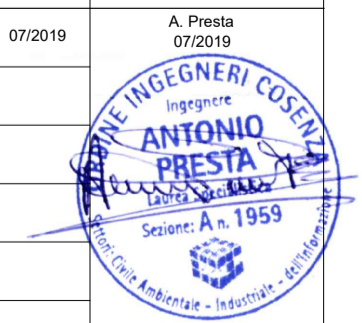 07/2019
A. Presta
07/2019
ORDINE INGEGNERI COSENZA
Ingegnere
ANTONIO
PRESTA
Laurea Specialistica
Sezione: A n. 1959
Settori: Civile Ambientale - Industriale - dell'Informazione